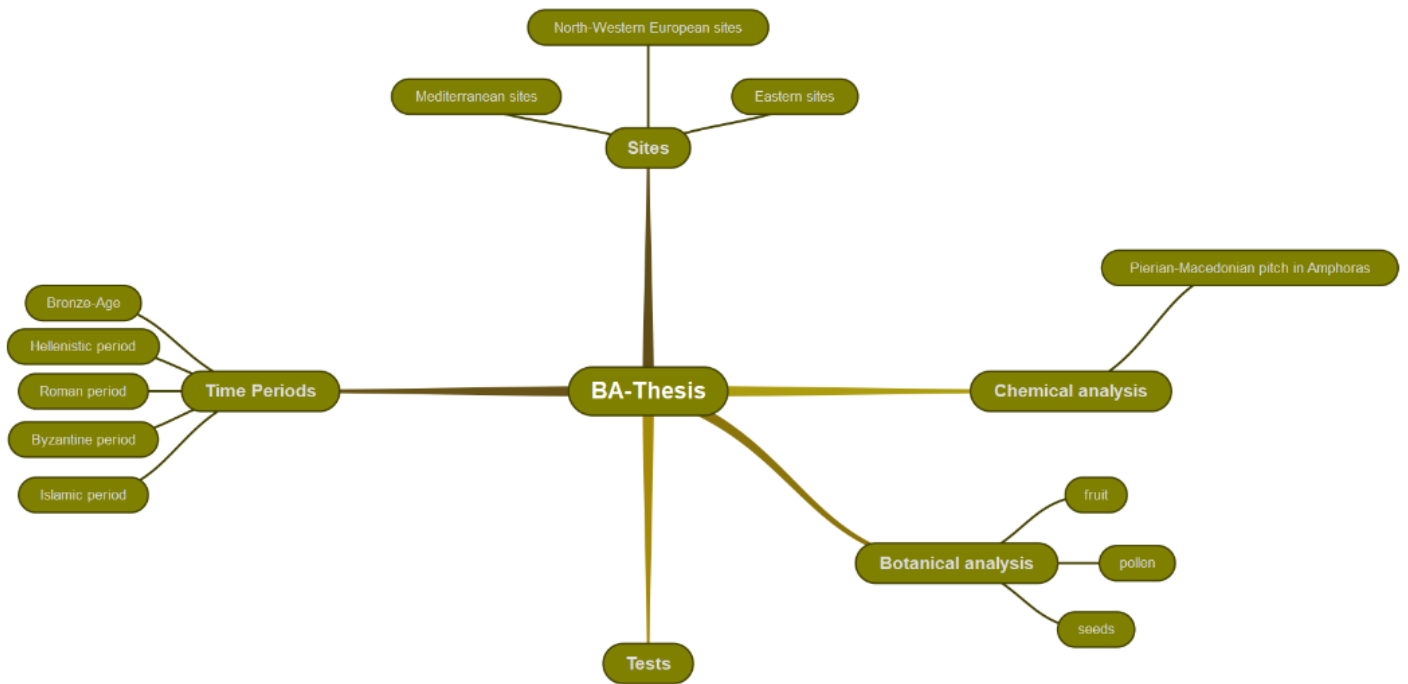 North-Western European sites
Mediterranean sites
Eastern sites
Sites
Pierian-Macedonian pitch in Amphoras
Bronze-Age
Hellenistic period
Roman period
Time Periods
BA-Thesis
Chemical analysis
Byzantine period
Islamic period
fruit
Botanical analysis
pollen
seeds
Tests